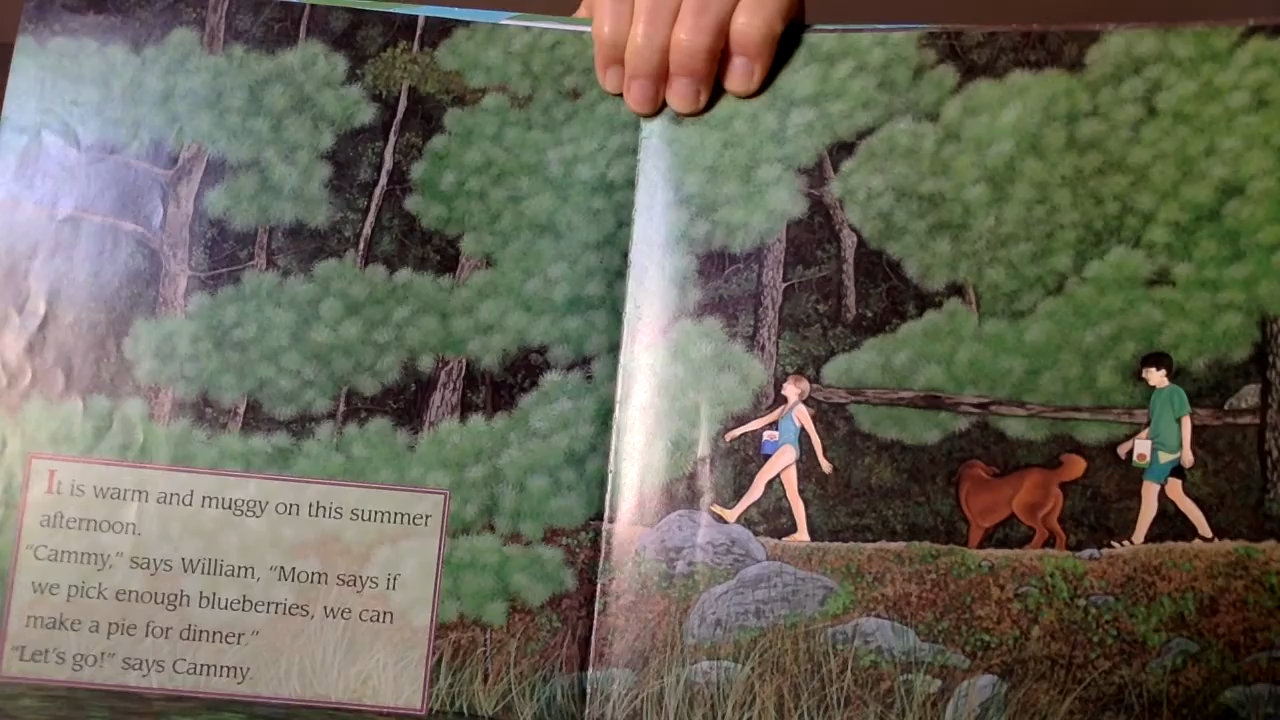 It is warm and muggy on this summer
afternoon.
“Cammy,” says William, “Mom says if
we pick enough blueberries, we can
make a pie for dinner.”
“Let’s go!” says Cammy.